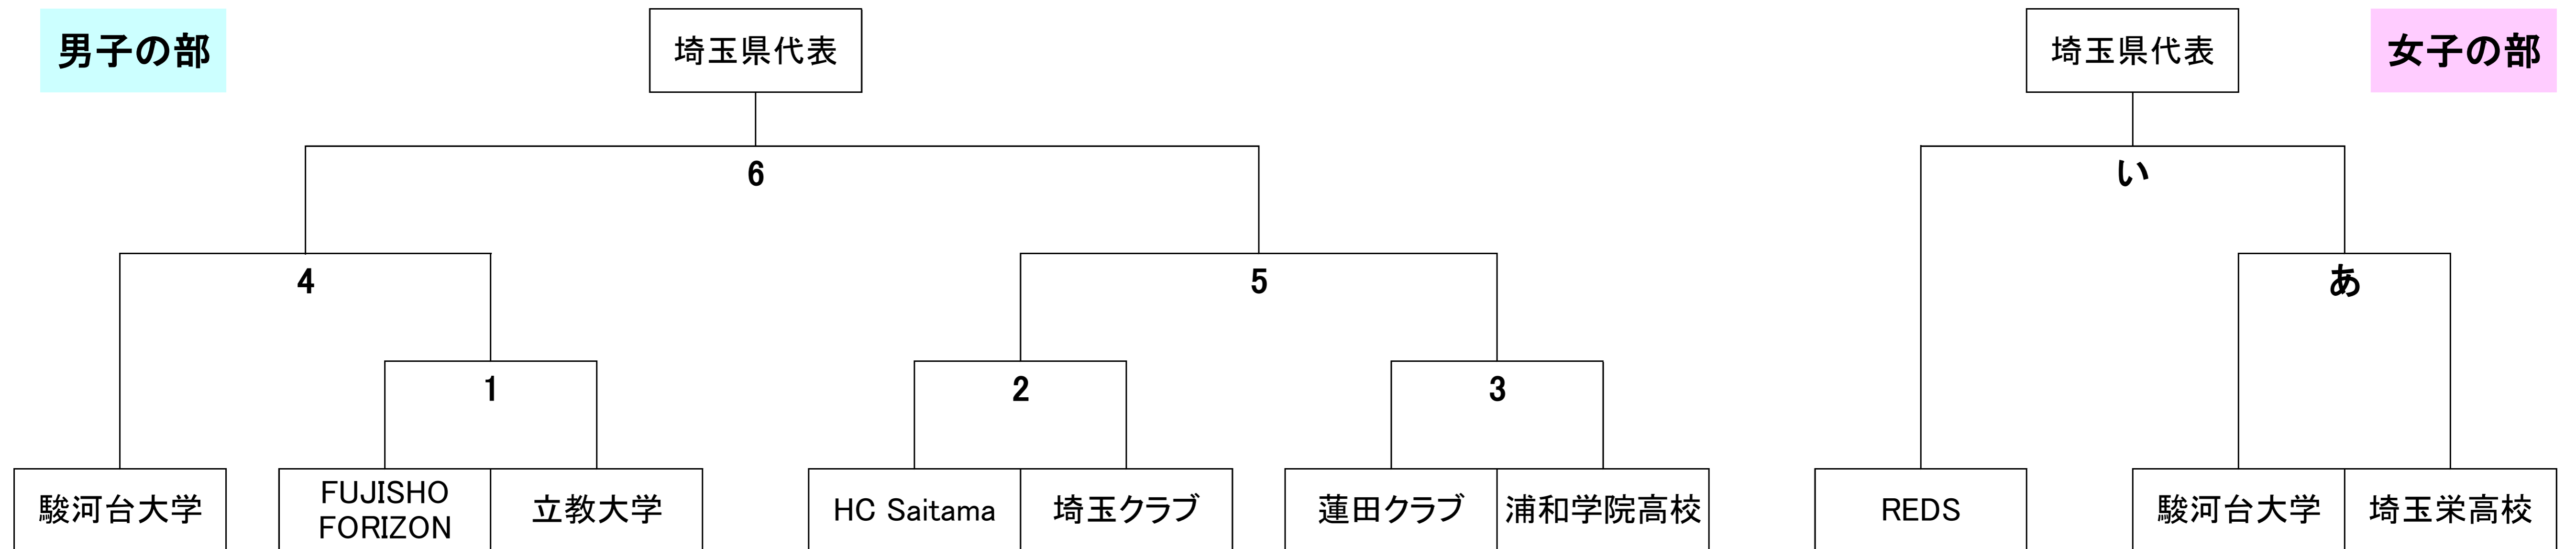 男子の部
埼玉県代表
埼玉県代表
女子の部
6
い
4
5
あ
1
2
3
駿河台大学
FUJISHO
FORIZON
立教大学
HC Saitama
埼玉クラブ
蓮田クラブ
浦和学院高校
REDS
駿河台大学
埼玉栄高校